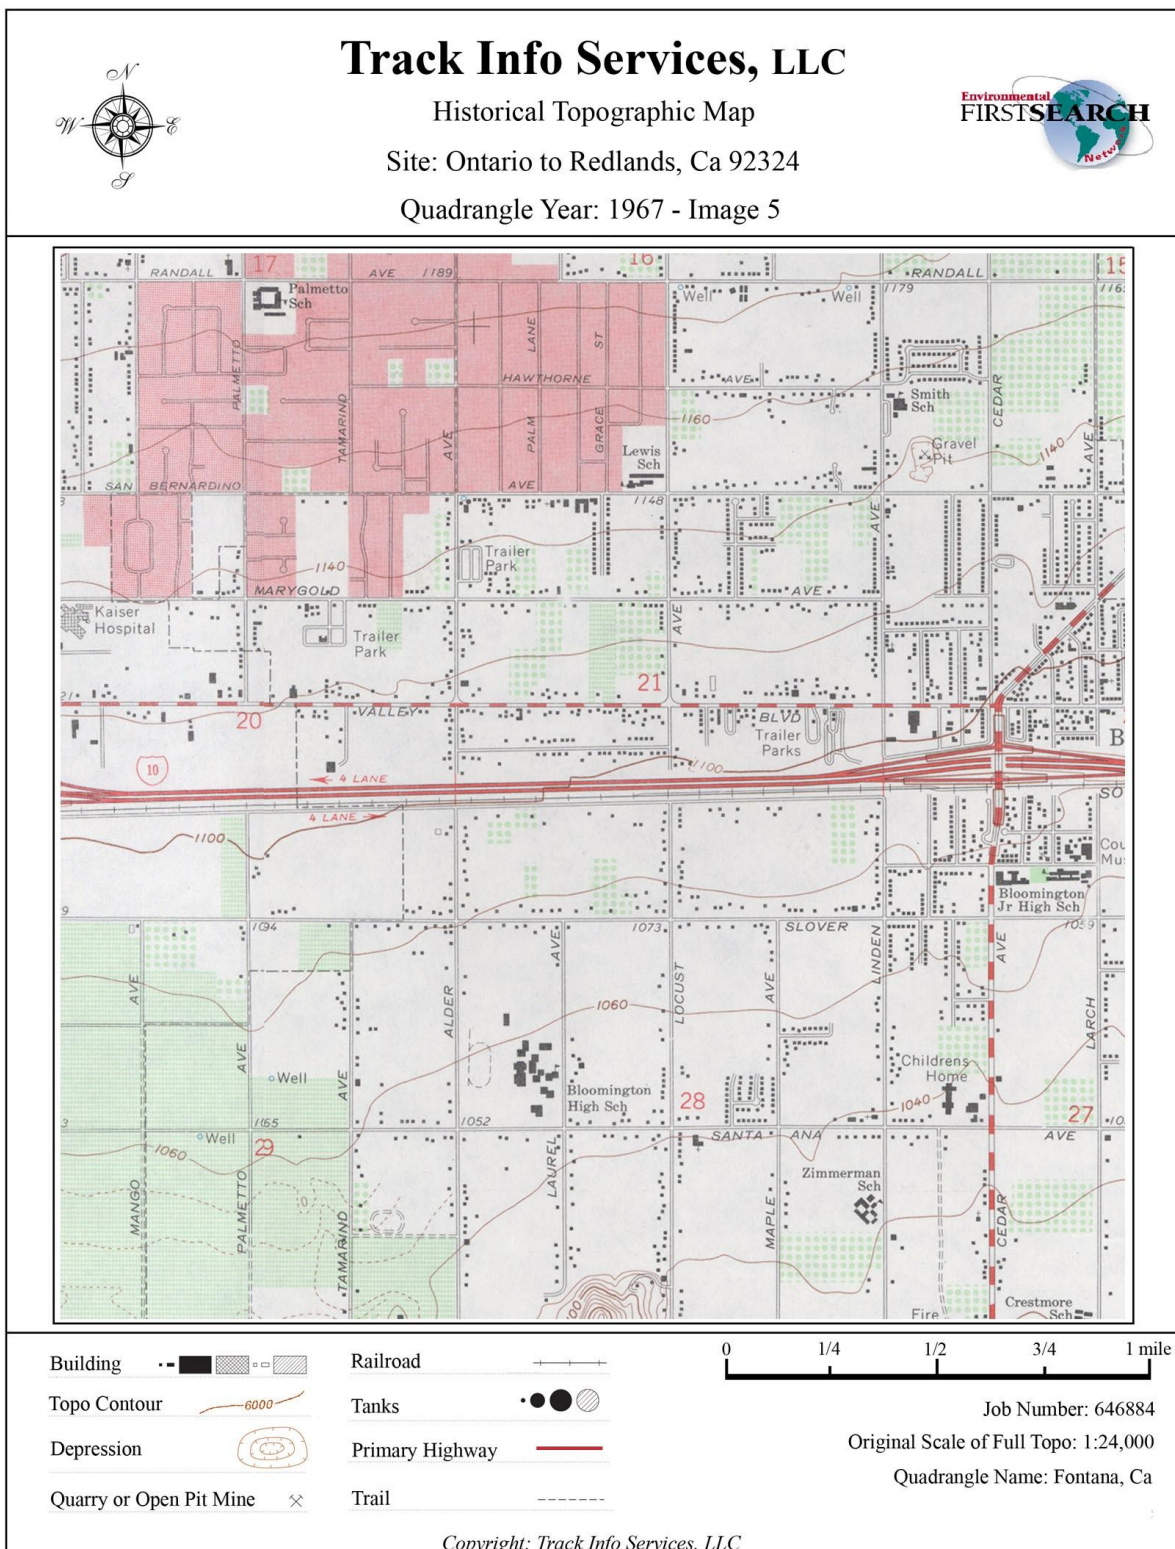 Track Info Services, LLC
Historical Topographic Map
Site: Ontario to Redlands, Ca 92324
Quadrangle Year: 1967 - Image 5
N
W
E
S
Environmental
FIRSTSEARCH
Network
17
16
15
RANDALL
AVE
1189
RANDALL
Palmetto
Sch
Well
Well
1179
PALMETTO
LANE
ST
HAWTHORNE
AVE
CEDAR
Smith
Sch
TAMARIND
AVE
PALM
GRACE
1160
Gravel
Pit
1140
AVE
Lewis
Sch
SAN BERNARDINO
AVE
1148
AVE
Trailer
Park
1140
MARYGOLD
AVE
Kaiser
Hospital
Trailer
Park
AVE
21
20
VALLEY
BLVD
Trailer
Parks
B
10
4 LANE
1100
SO
4 LANE
1100
Cou
Mus
Bloomington
Jr High Sch
1094
1073
SLOVER
1059
AVE
AVE
AVE
LINDEN
AVE
ALDER
LOCUST
1060
LARCH
AVE
AVE
Well
Childrens
Home
Bloomington
High Sch
28
1040
27
1065
1052
SANTA ANA
AVE
Well
29
1060
MANGO
PALMETTO
TAMARIND
LAUREL
MAPLE
Zimmerman
Sch
CEDAR
Fire
Crestmore
Sch
Building
Topo Contour
6000
Depression
Quarry or Open Pit Mine
Railroad
Tanks
Primary Highway
Trail
0 1/4 1/2 3/4 1 mile
Job Number: 646884
Original Scale of Full Topo: 1:24,000
Quadrangle Name: Fontana, Ca
Copyright: Track Info Services, LLC